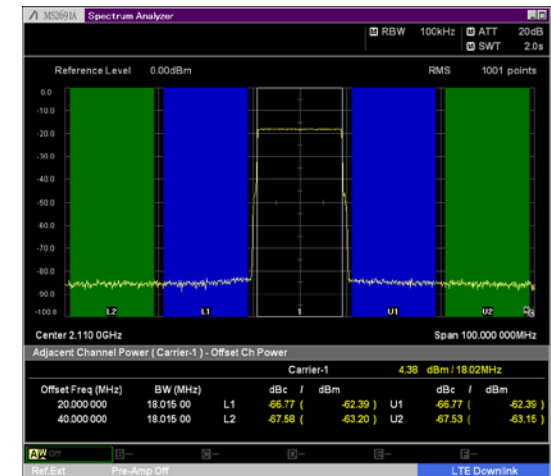 MS2691A Spectrum Analyzer
M RBW 100kHz M ATT 20dB
M SWT 2.0s
Reference Level 0.00dBm RMS 1001 points
0.0
-10.0
-20.0
-30.0
-40.0
-50.0
-60.0
-70.0
-80.0
-90.0
-100.0
L2 L1 1 U1 U2
Center 2.110 0GHz Span 100.000 000MHz
Adjacent Channel Power ( Carrier-1 ) - Offset Ch Power
Carrier-1 4.38 dBm / 18.02MHz
Offset Freq (MHz) BW (MHz) dBc / dBm dBc / dBm
20.000 000 18.015 00 L1 -66.77 ( -62.39 ) U1 -66.77 ( -62.39 )
40.000 000 18.015 00 L2 -67.58 ( -63.20 ) U2 -67.53 ( -63.15 )
AW Off
Ref.Ext Pre-Amp Off LTE Downlink